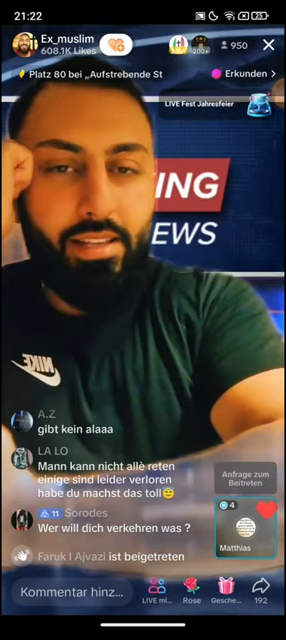 21:22
25
Ex_muslim
608.1K Likes
200+
950
Platz 80 bei „Aufstrebende St
Erkunden >
LIVE Fest Jahresfeier
ING
EWS
NIKE
A.Z
gibt kein alaaa
LA LO
Mann kann nicht allè reten
einige sind leider verloren
habe du machst das toll😇
11 Sorodes
Wer will dich verkehren was ?
Faruk I Ajvazi ist beigetreten
Anfrage zum
Beitreten
4
Matthias
Kommentar hinz...
LIVE mi...
Rose
Gesche...
192